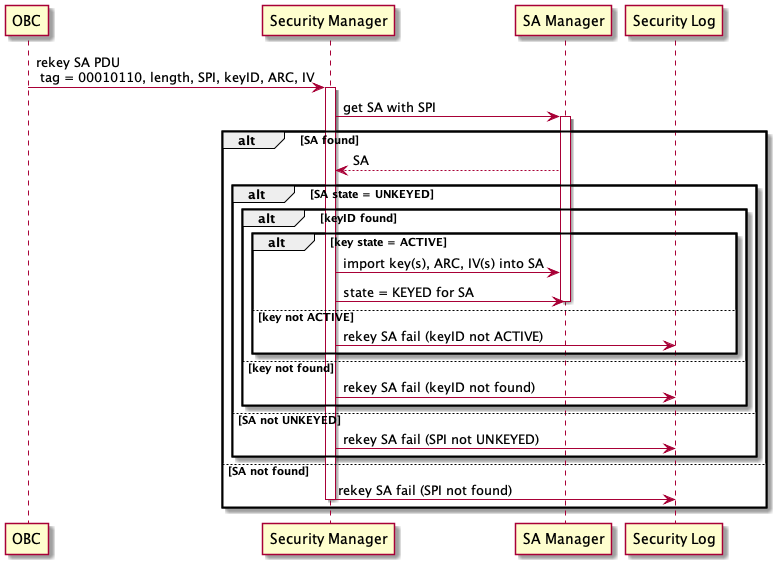 OBC
Security Manager
SA Manager
Security Log
rekey SA PDU
tag = 00010110, length, SPI, keyID, ARC, IV
get SA with SPI
alt [SA found]
SA
alt [SA state = UNKEYED]
alt [keyID found]
alt [key state = ACTIVE]
import key(s), ARC, IV(s) into SA
state = KEYED for SA
[key not ACTIVE]
rekey SA fail (keyID not ACTIVE)
[key not found]
rekey SA fail (keyID not found)
[SA not UNKEYED]
rekey SA fail (SPI not UNKEYED)
[SA not found]
rekey SA fail (SPI not found)
OBC
Security Manager
SA Manager
Security Log